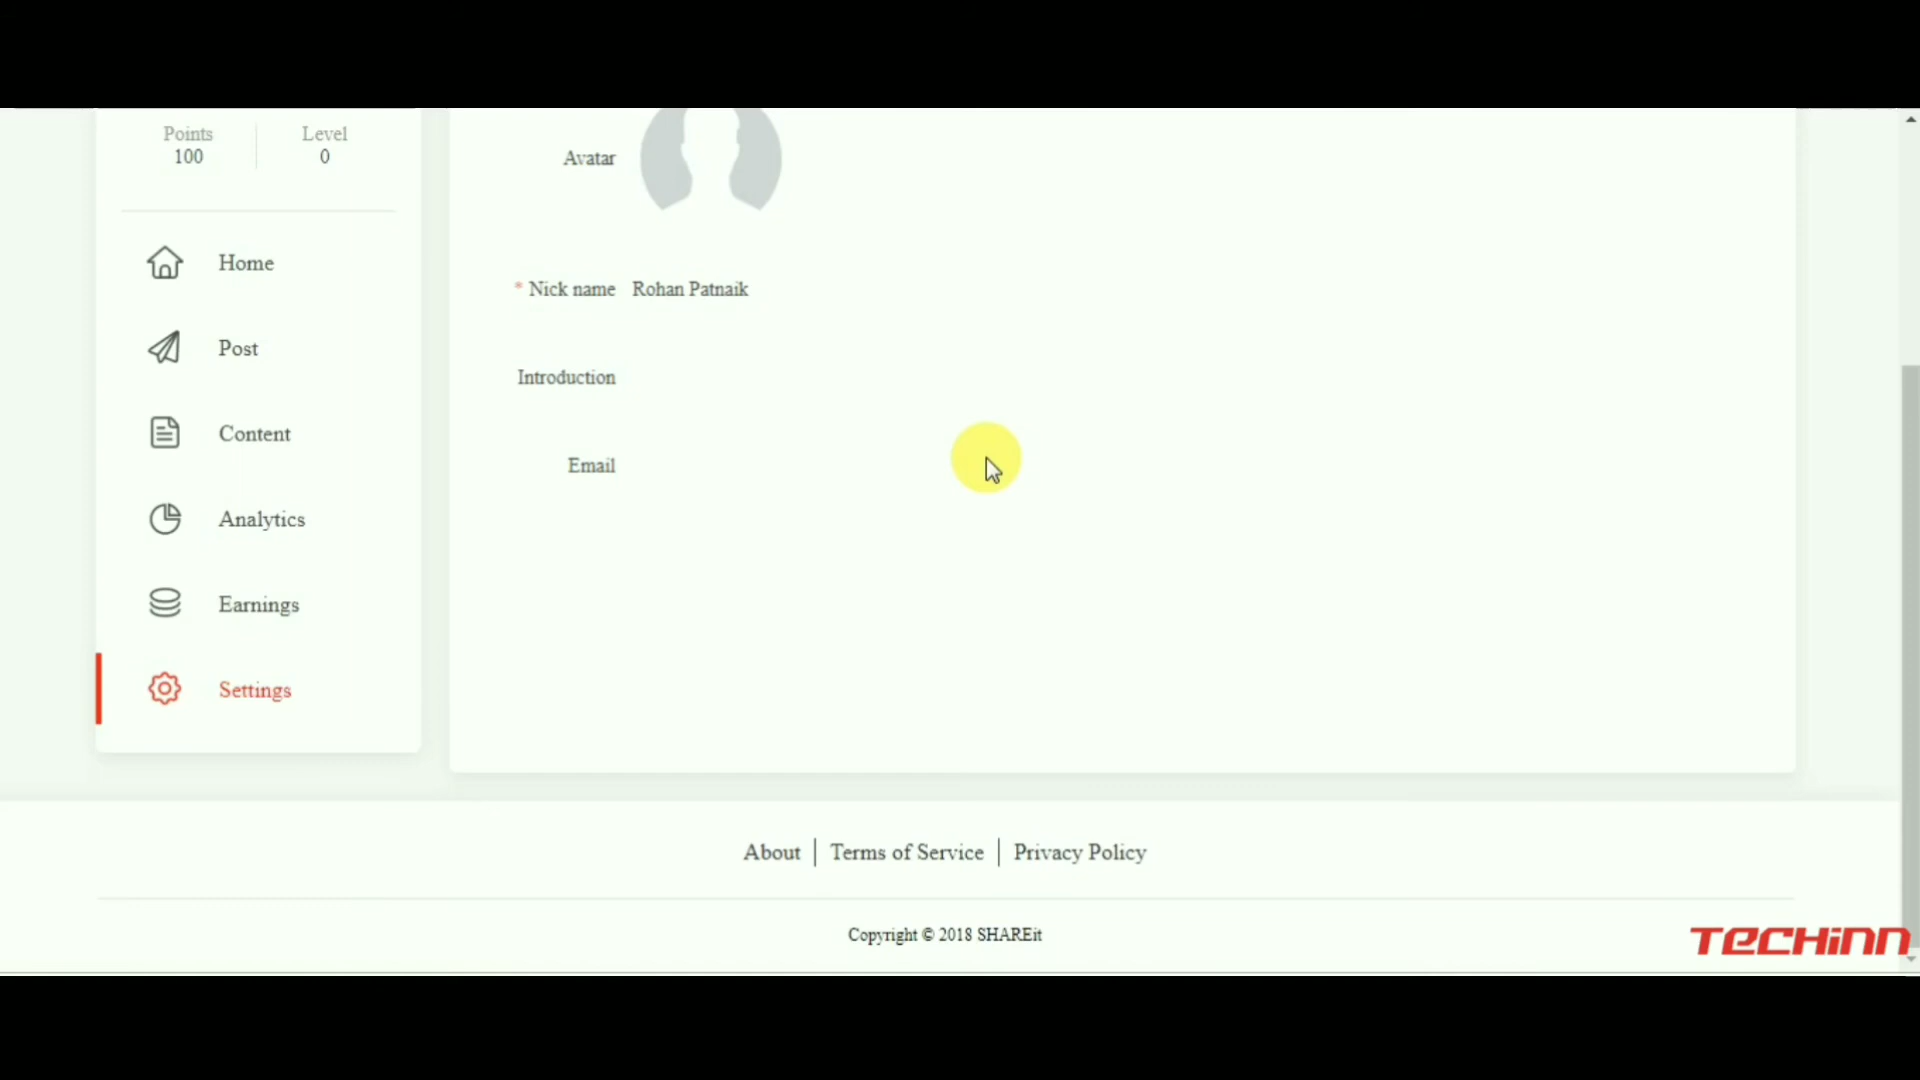 Points Level
100 0
Avatar
Home
* Nick name Rohan Patnaik
Post
Introduction
Content
Email
Analytics
Earnings
Settings
About | Terms of Service | Privacy Policy
Copyright © 2018 SHAREit
TECHiNN